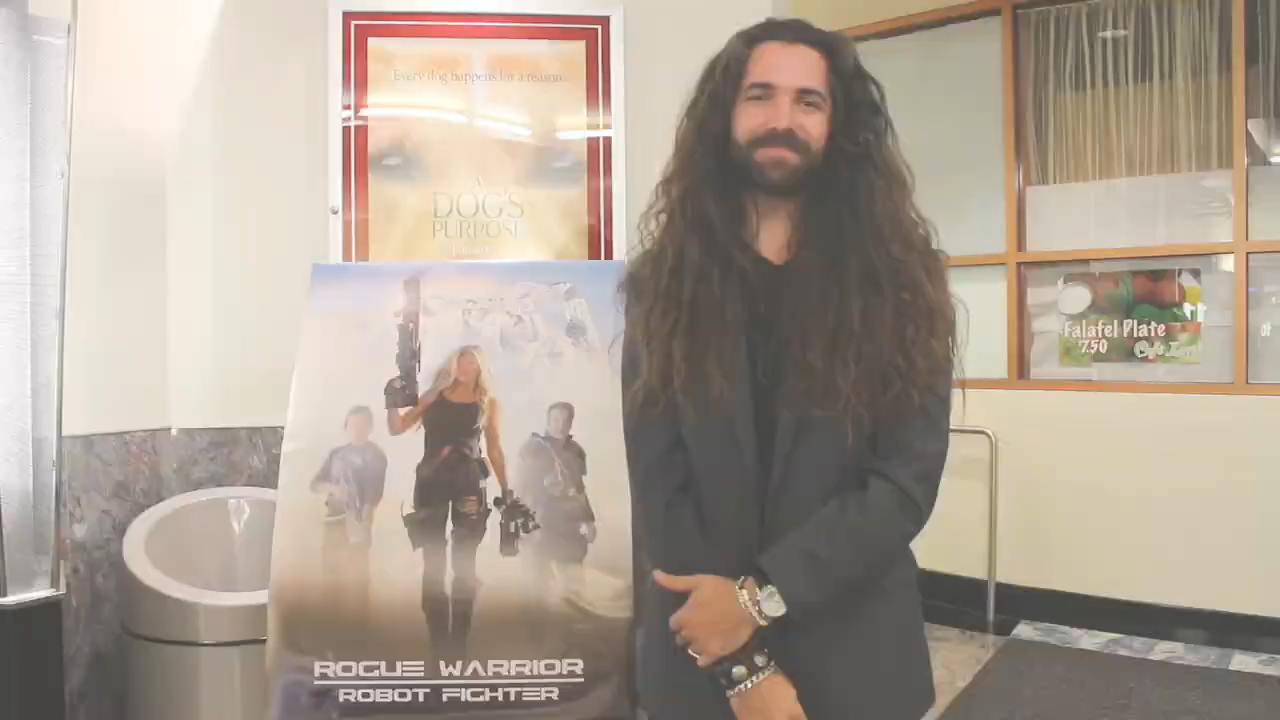 Every dog happens for a reason.
A
DOG'S
PURPOSE
ROGUE WARRIOR
ROBOT FIGHTER
Falafel Plate
7.50